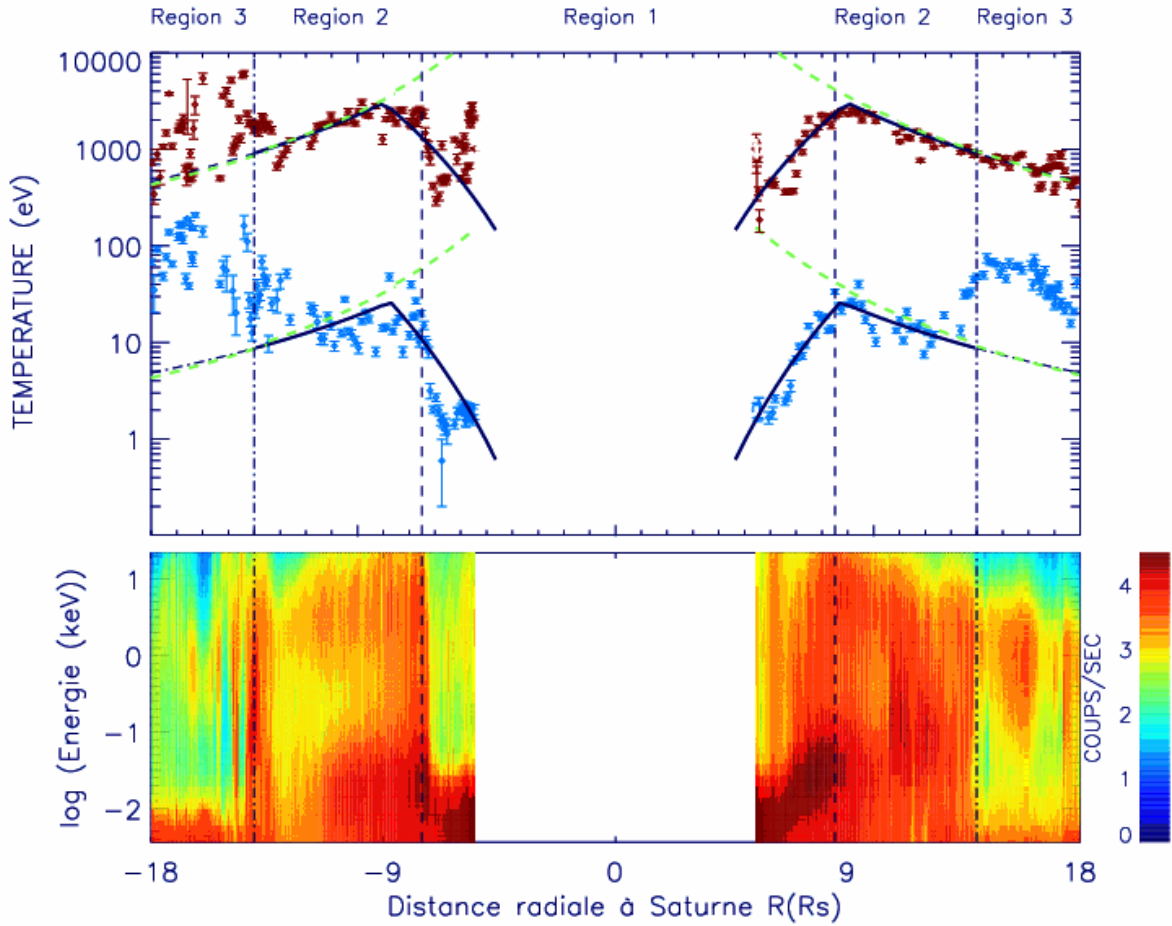 Region 3 Region 2 Region 1 Region 2 Region 3
10000
1000
100
10
1
TEMPERATURE (eV)
1
0
-1
-2
log (Energie (keV))
4
3
2
1
0
COUPS/SEC
-18 -9 0 9 18
Distance radiale à Saturne R(Rs)